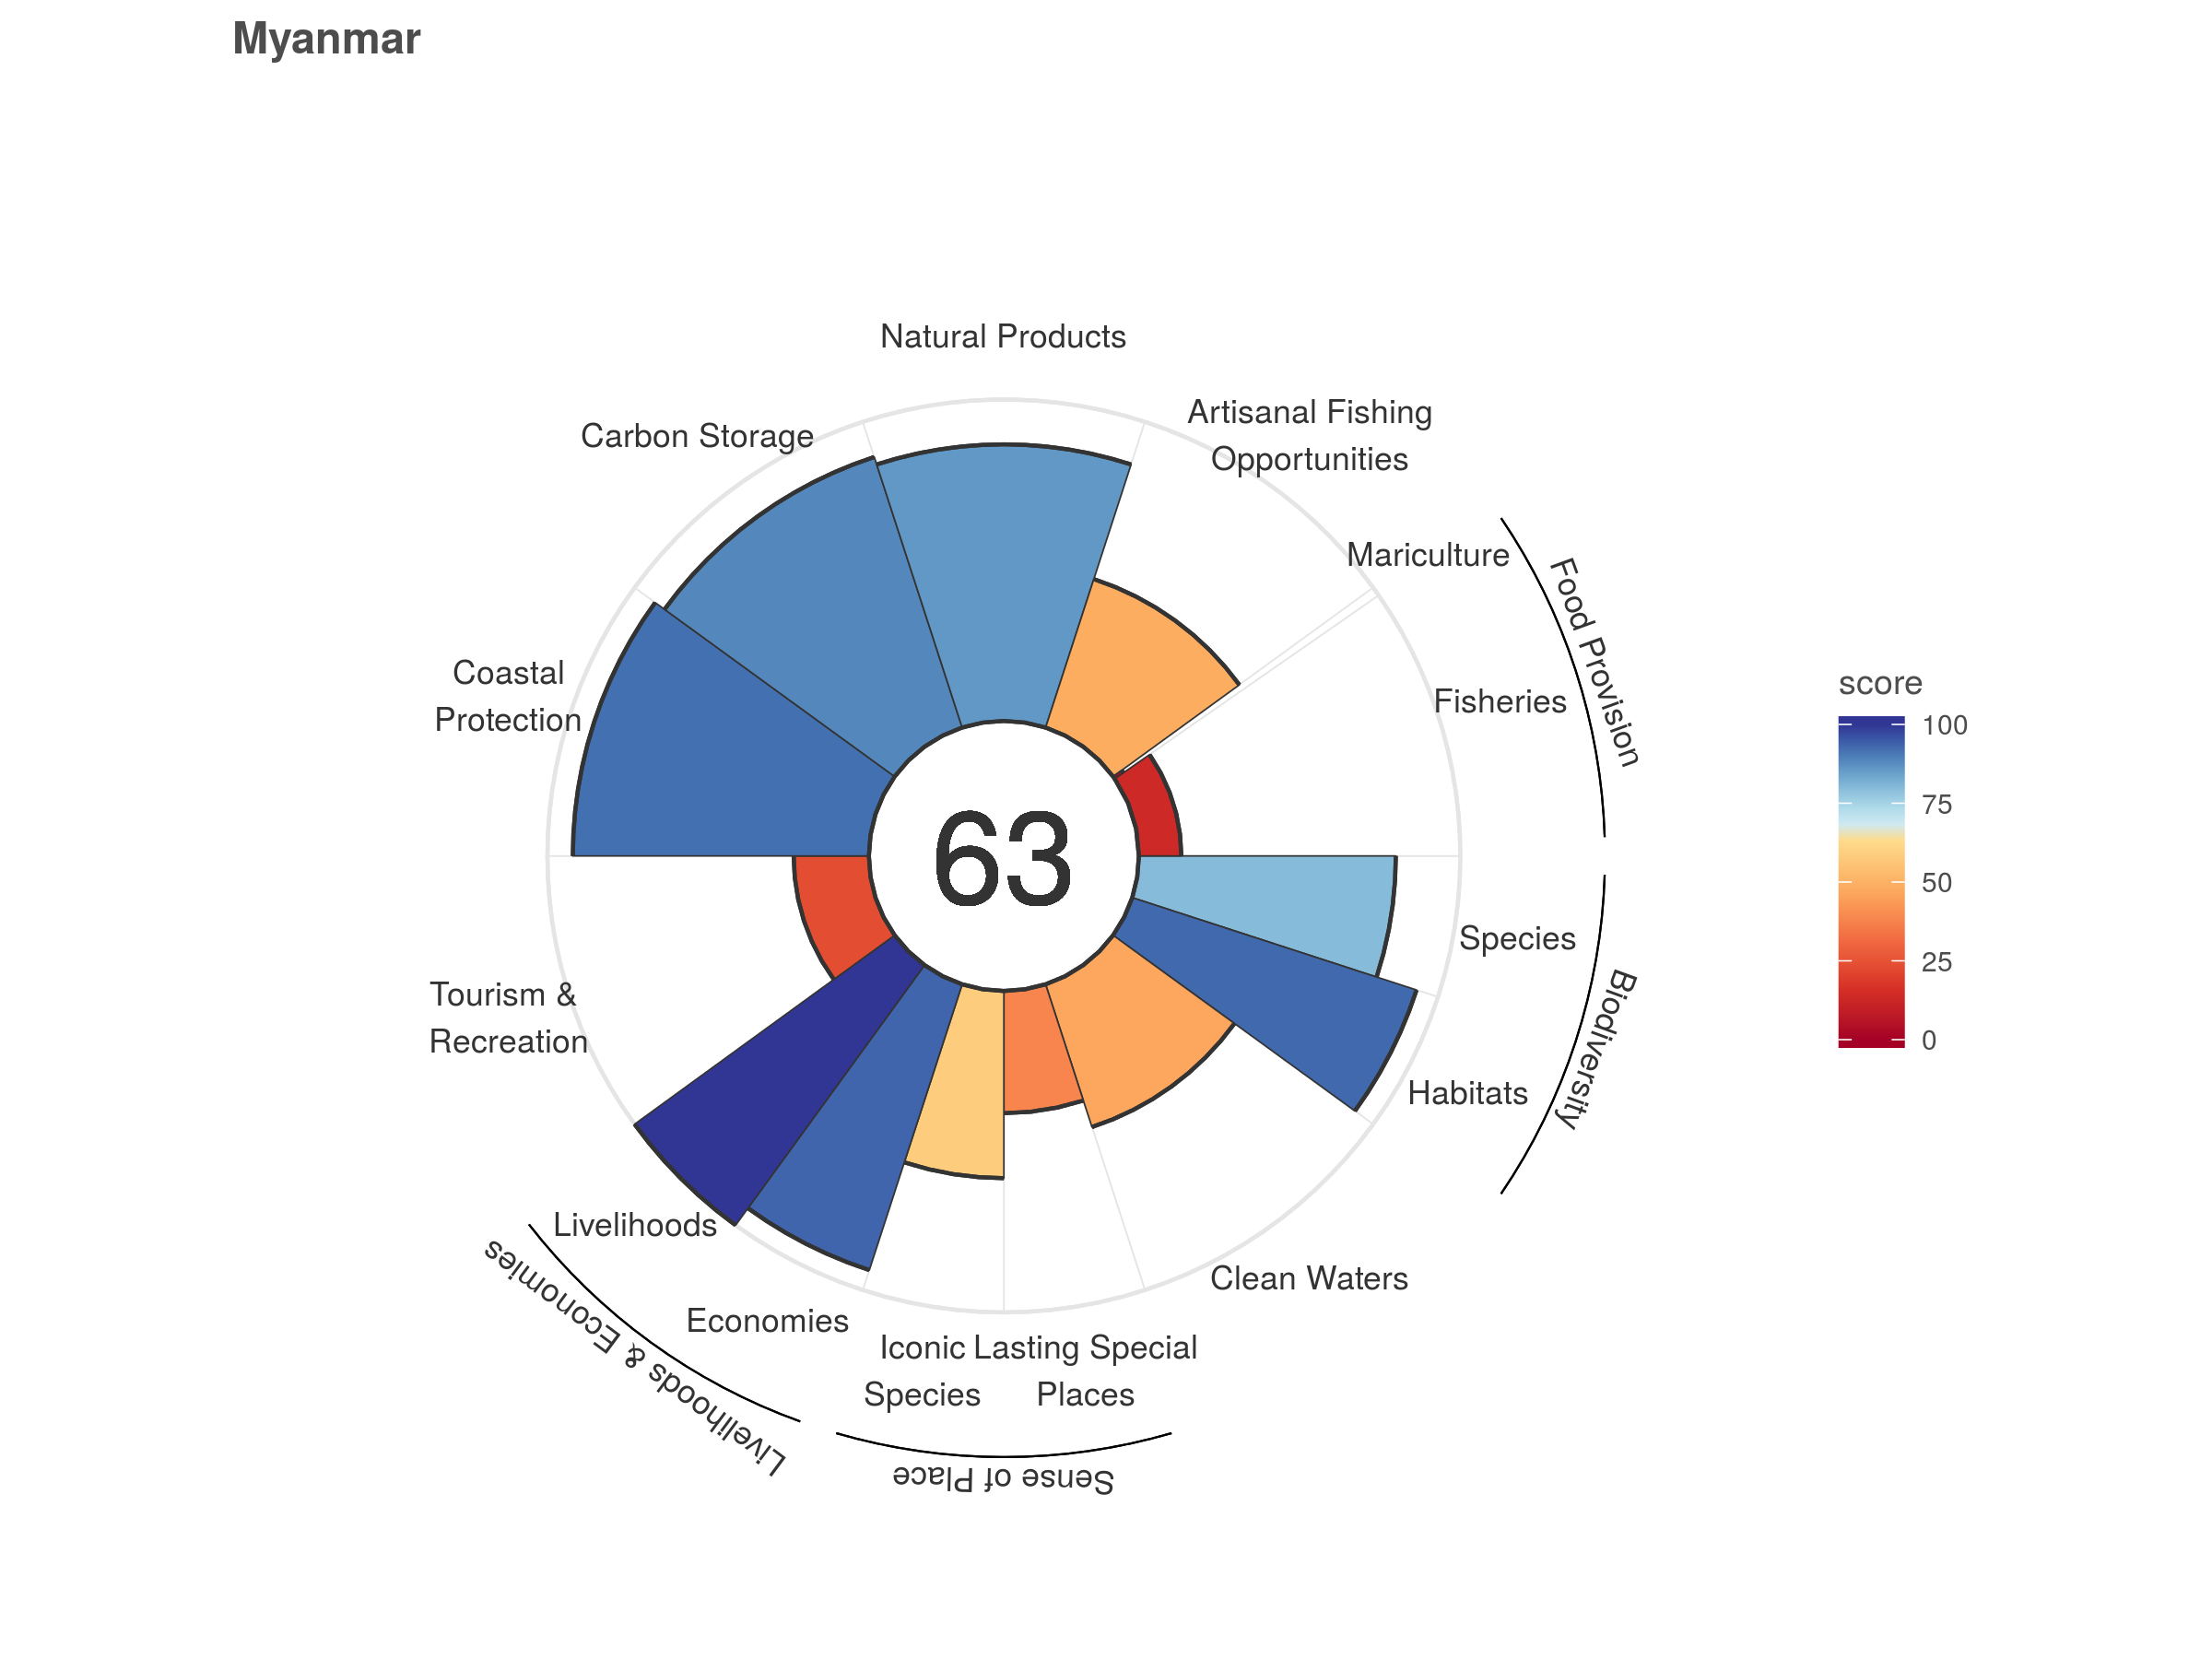 Myanmar
Natural Products
Artisanal Fishing
Opportunities
Carbon Storage
Mariculture
Food Provision
Coastal
Protection
Fisheries
63
score
100
75
50
25
0
Species
Biodiversity
Tourism &
Recreation
Habitats
Livelihoods
Clean Waters
Livelihoods & Economies
Economies
Iconic
Species
Lasting Special
Places
Sense of Place